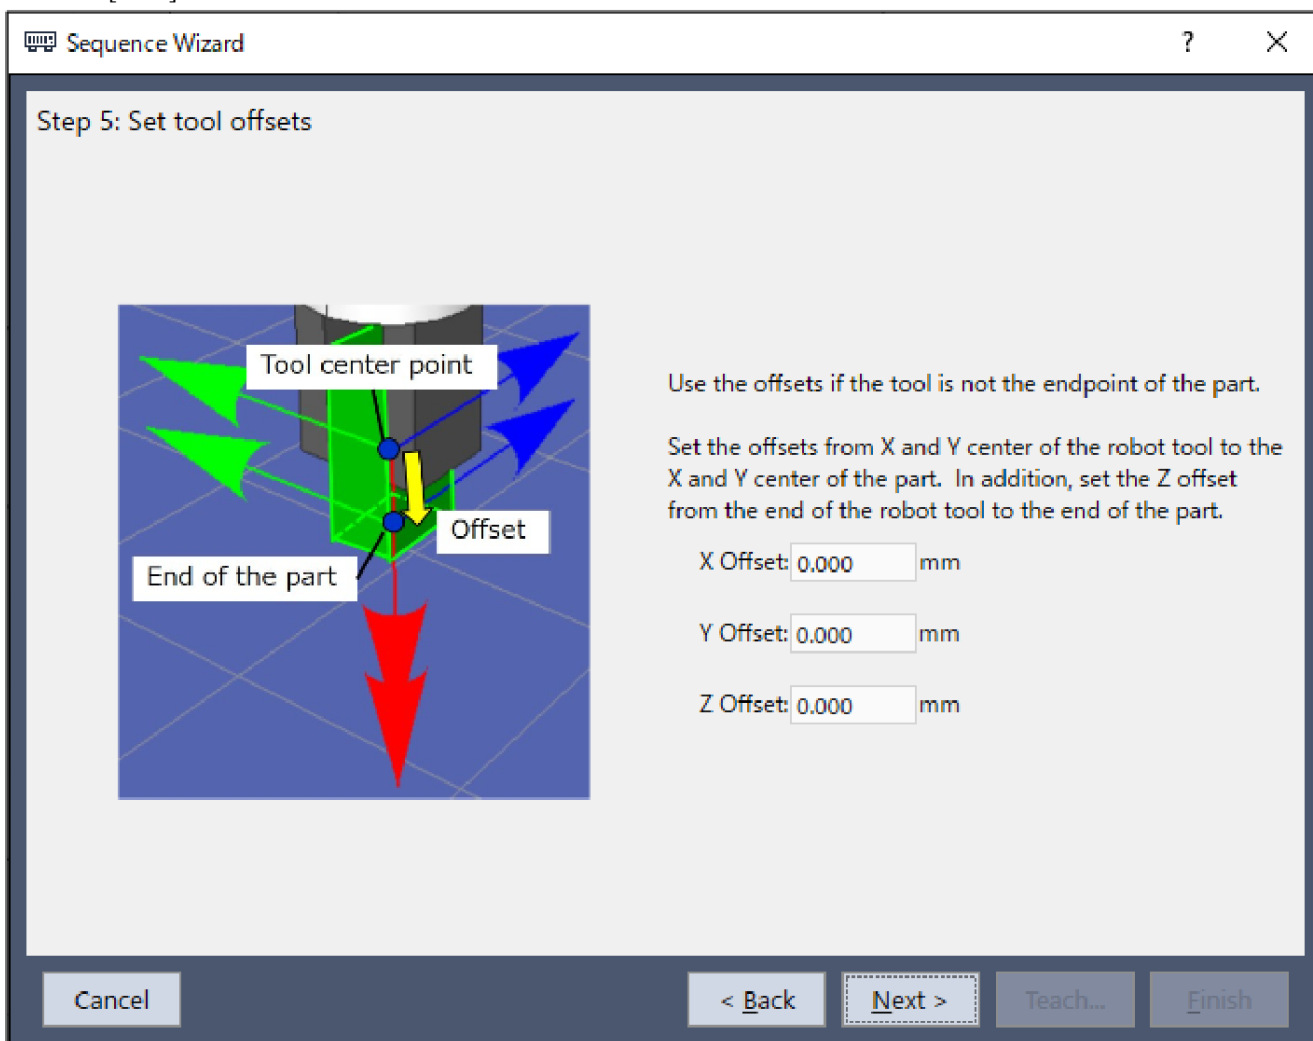 Sequence Wizard
?
Step 5: Set tool offsets
Tool center point
Offset
End of the part
Use the offsets if the tool is not the endpoint of the part.
Set the offsets from X and Y center of the robot tool to the
X and Y center of the part. In addition, set the Z offset
from the end of the robot tool to the end of the part.
X Offset: 0.000 mm
Y Offset: 0.000 mm
Z Offset: 0.000 mm
Cancel
< Back
Next >
Teach...
Finish